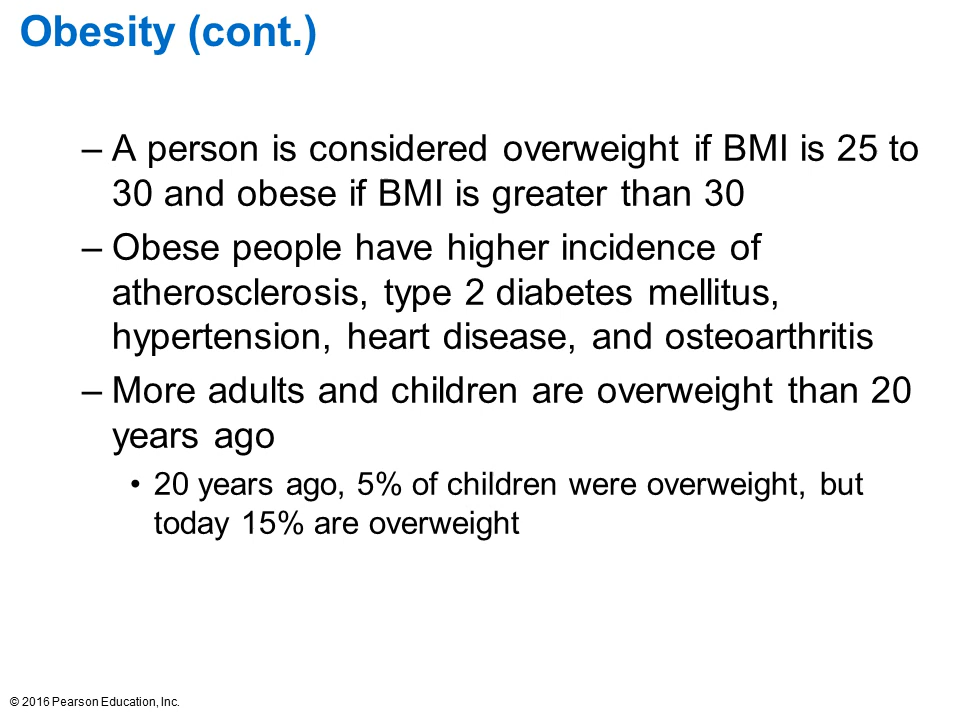 Obesity (cont.)
– A person is considered overweight if BMI is 25 to
30 and obese if BMI is greater than 30
– Obese people have higher incidence of
atherosclerosis, type 2 diabetes mellitus,
hypertension, heart disease, and osteoarthritis
– More adults and children are overweight than 20
years ago
• 20 years ago, 5% of children were overweight, but
today 15% are overweight
© 2016 Pearson Education, Inc.